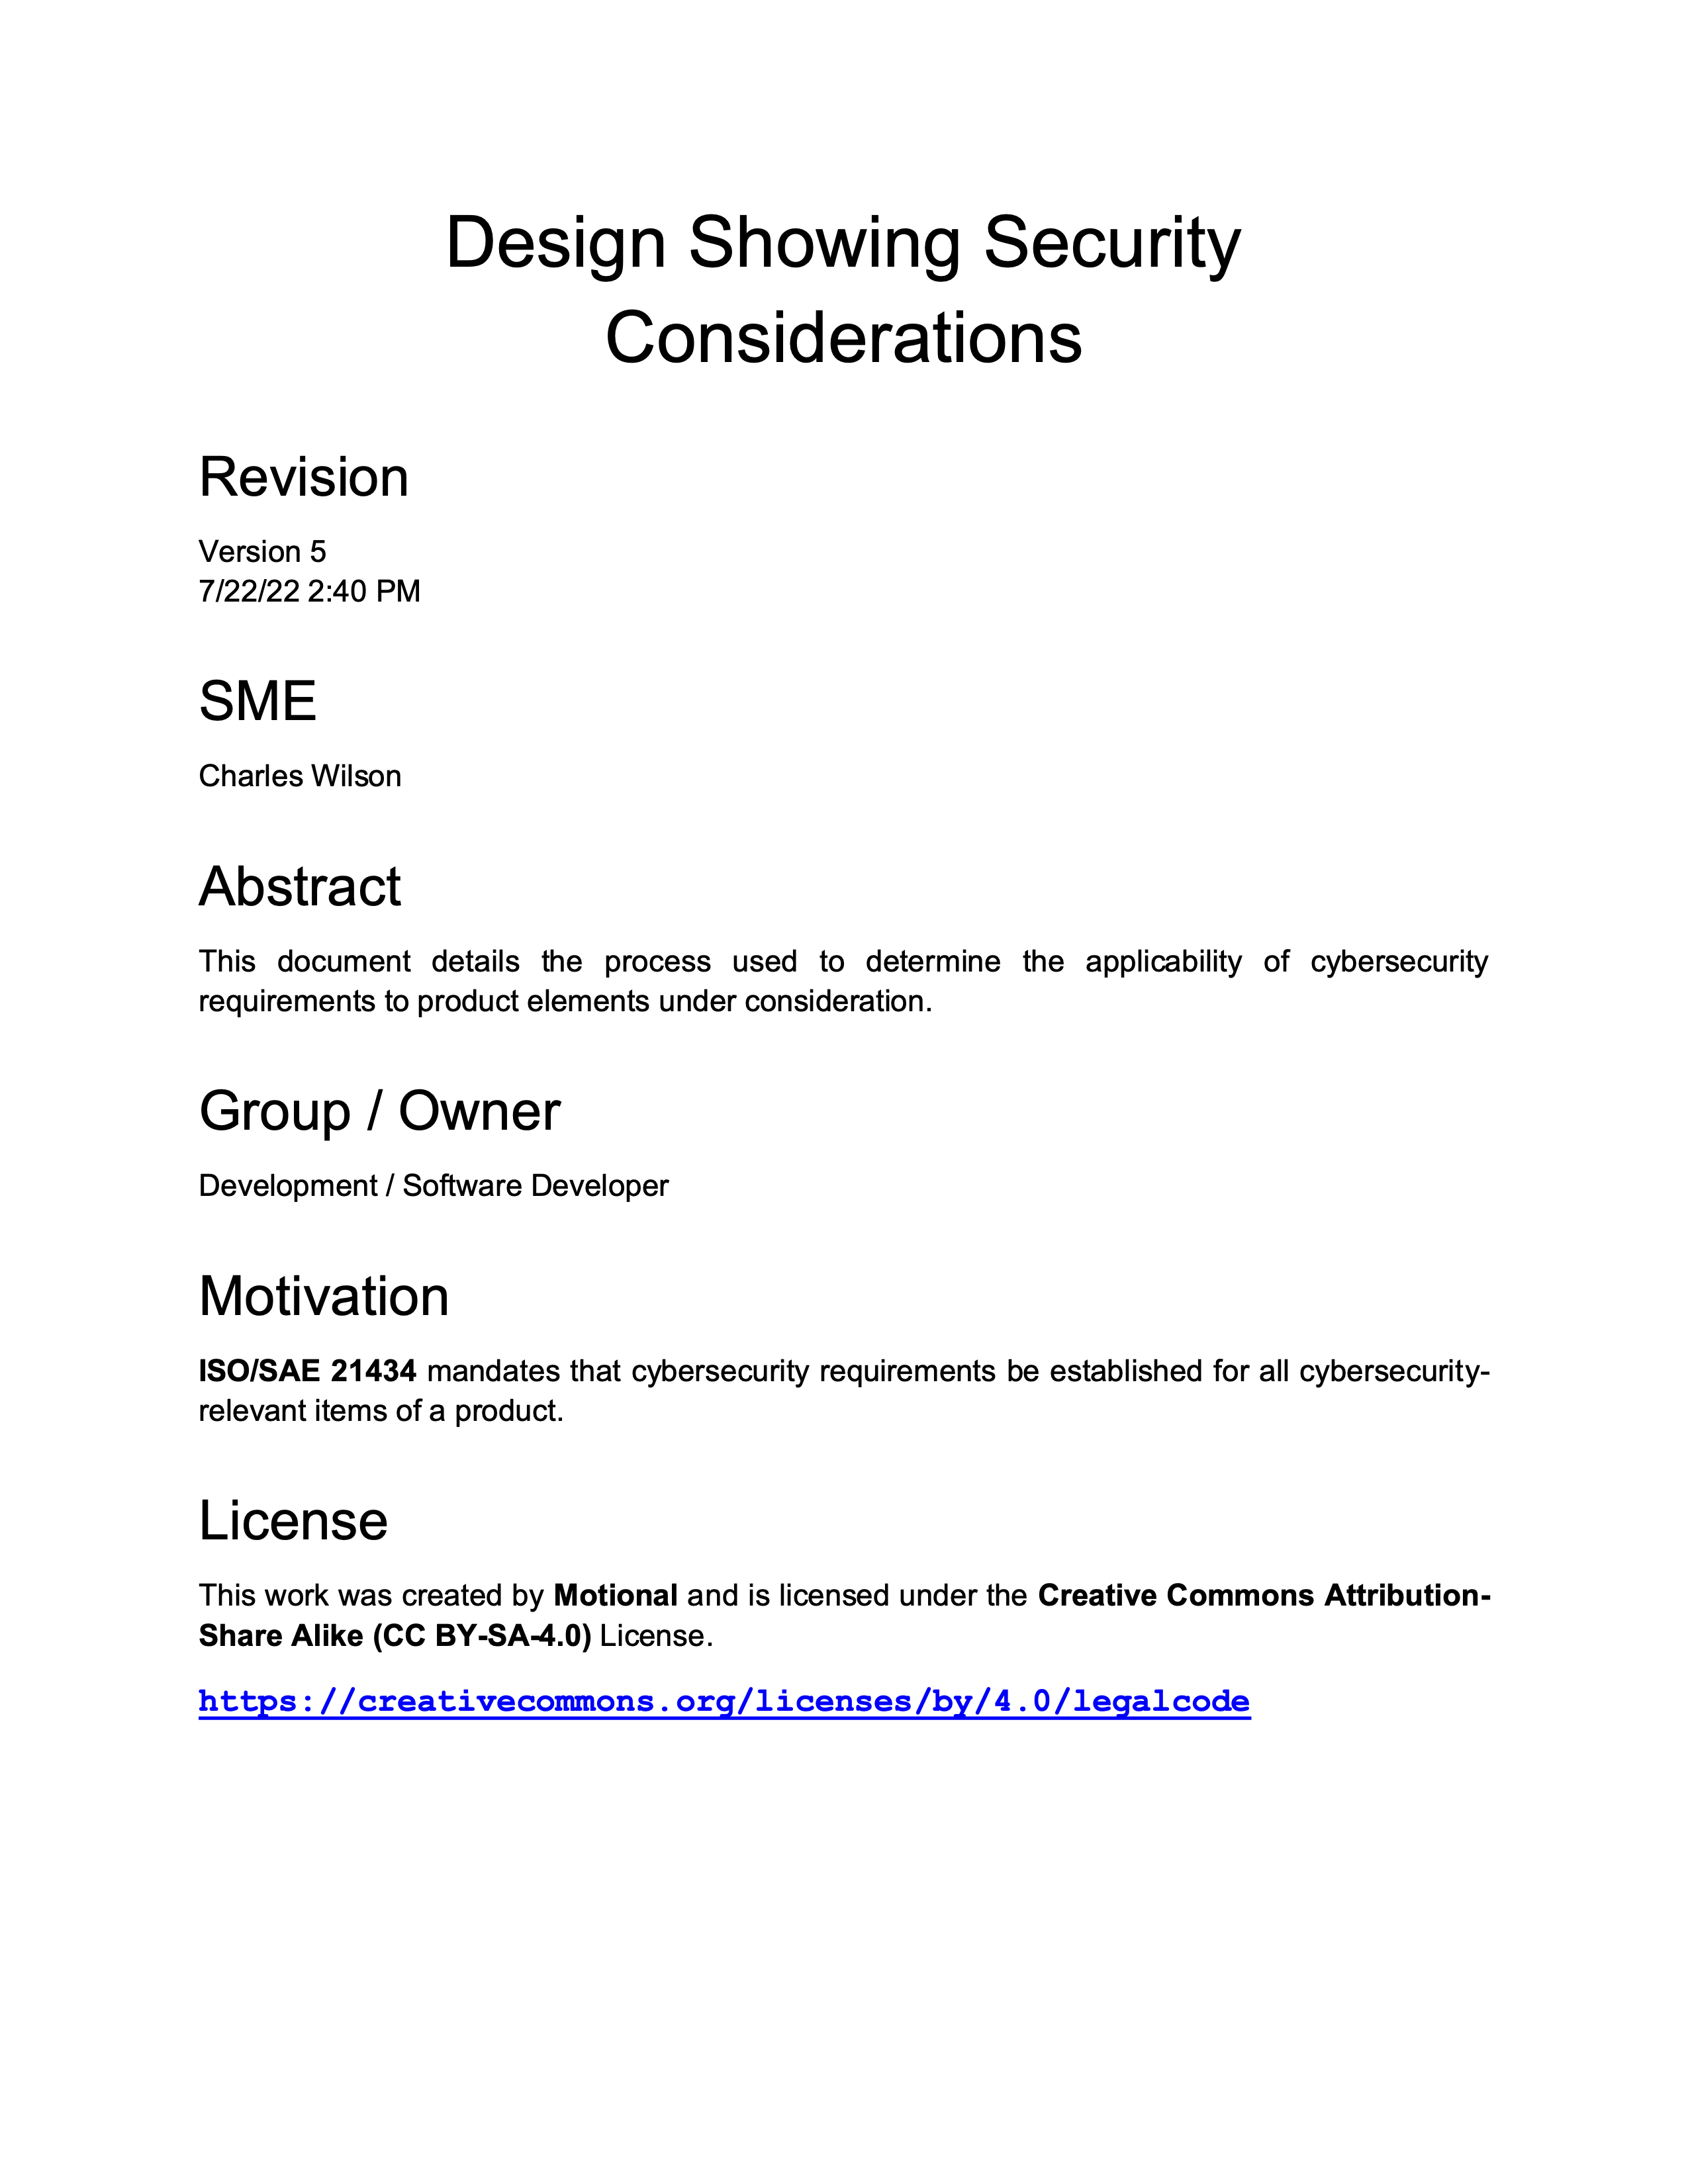 Design Showing Security
Considerations
Revision
Version 5
7/22/22 2:40 PM
SME
Charles Wilson
Abstract
This document details the process used to determine the applicability of cybersecurity
requirements to product elements under consideration.
Group / Owner
Development / Software Developer
Motivation
ISO/SAE 21434 mandates that cybersecurity requirements be established for all cybersecurity-
relevant items of a product.
License
This work was created by Motional and is licensed under the Creative Commons Attribution-
Share Alike (CC BY-SA-4.0) License.
https://creativecommons.org/licenses/by/4.0/legalcode